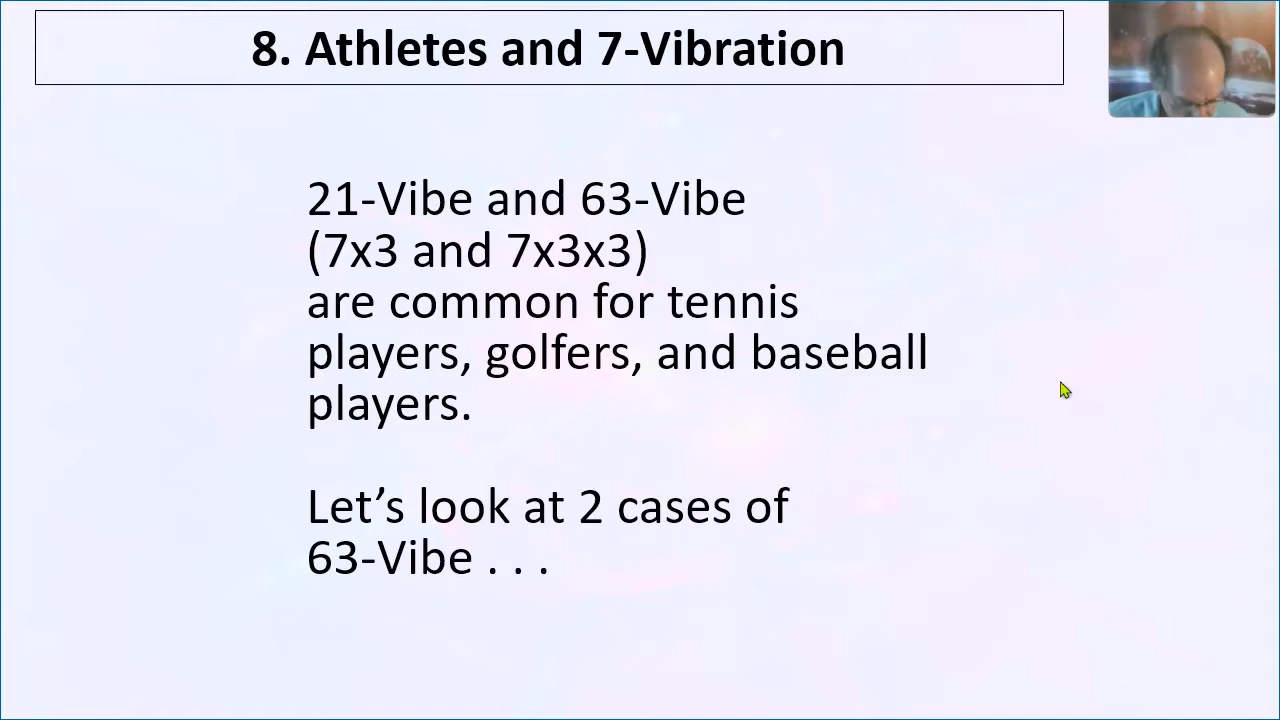 8. Athletes and 7-Vibration
21-Vibe and 63-Vibe
(7x3 and 7x3x3)
are common for tennis
players, golfers, and baseball
players.
Let’s look at 2 cases of
63-Vibe . . .